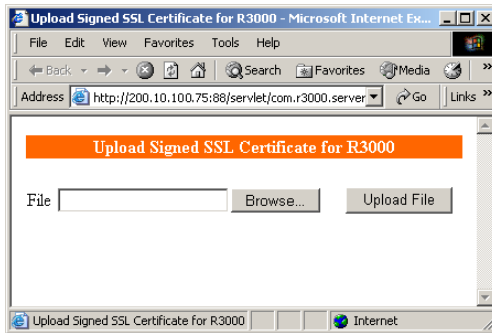 Upload Signed SSL Certificate for R3000 - Microsoft Internet Ex...
File Edit View Favorites Tools Help
Back Search Favorites Media »
Address http://200.10.100.75:88/servlet/com.r3000.server Go Links »
Upload Signed SSL Certificate for R3000
File Browse... Upload File
Upload Signed SSL Certificate for R3000 Internet